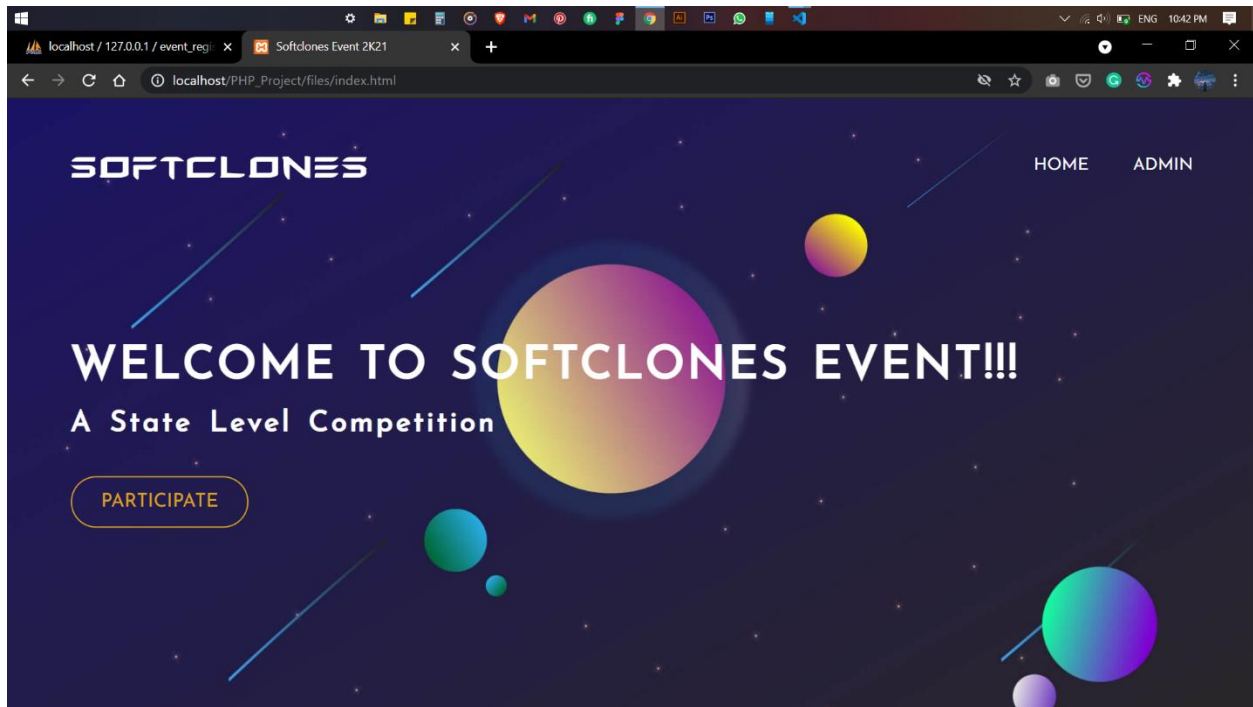 ENG 10:42 PM
localhost / 127.0.0.1 / event_regi
Softclones Event 2K21
localhost/PHP_Project/files/index.html
SOFTCLONES
HOME ADMIN
WELCOME TO SOFTCLONES EVENT!!!
A State Level Competition
PARTICIPATE